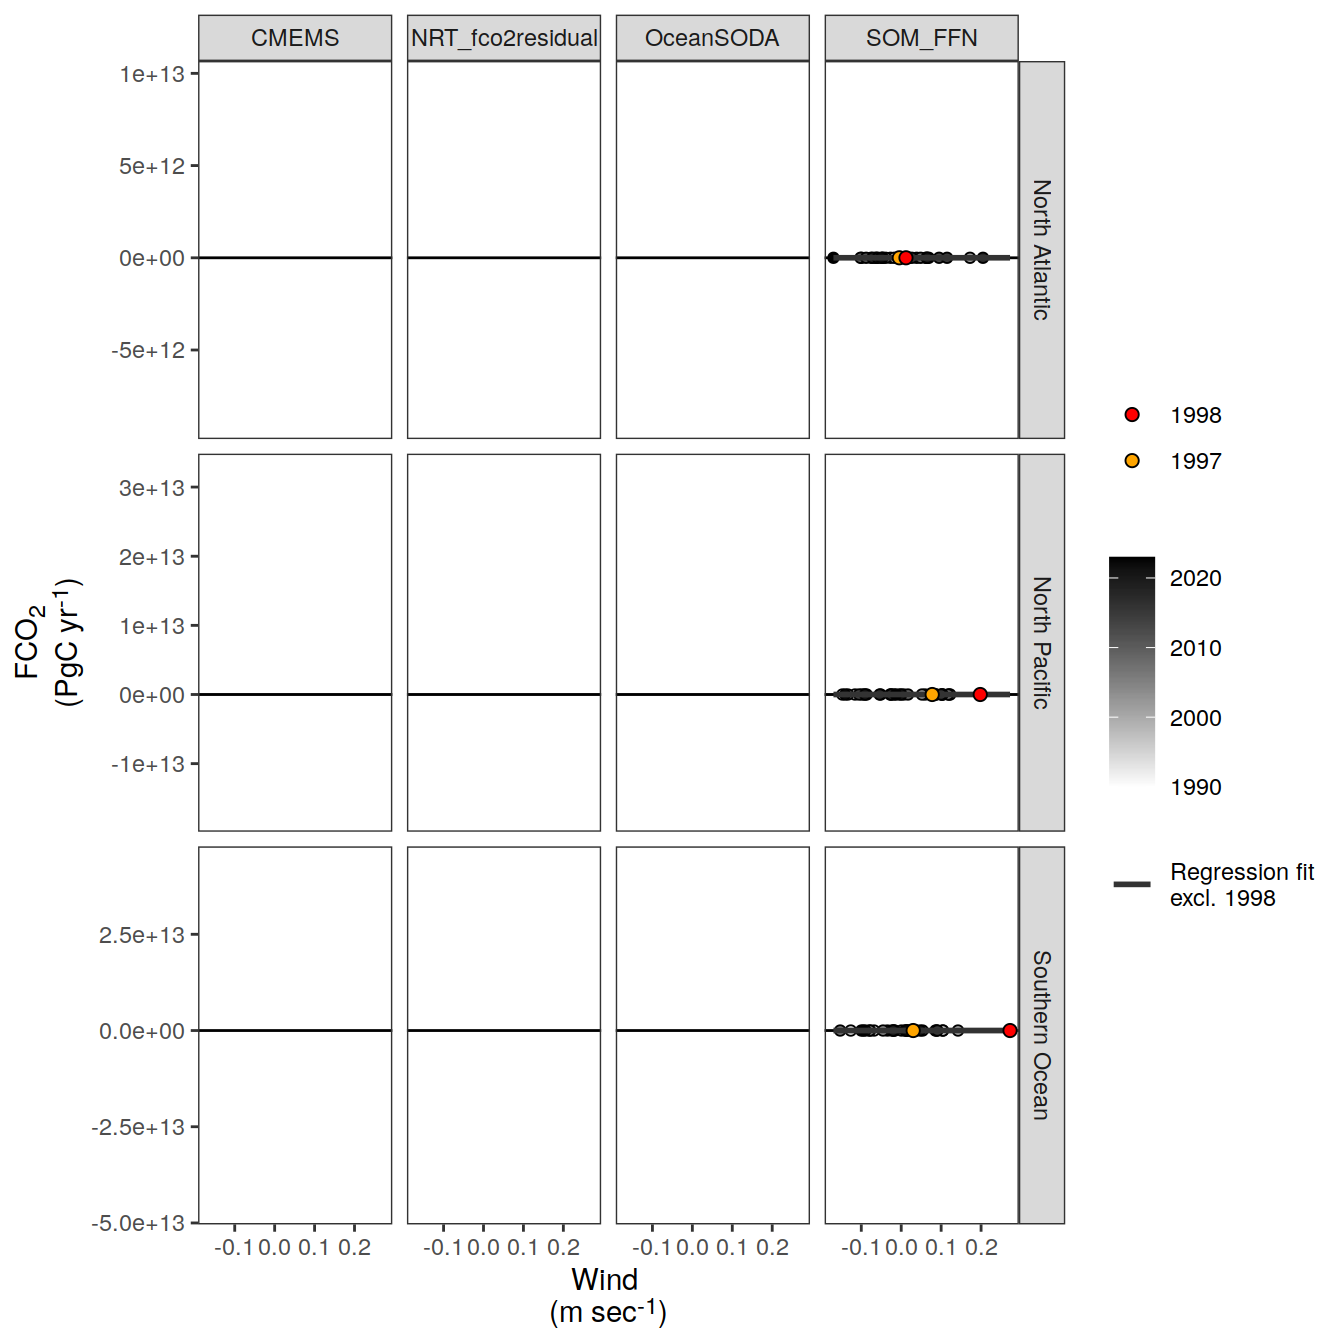 CMEMS NRT_fco2residual OceanSODA SOM_FFN
1e+13
5e+12
0e+00
-5e+12
North Atlantic
3e+13
2e+13
1e+13
0e+00
-1e+13
North Pacific
2.5e+13
0.0e+00
-2.5e+13
-5.0e+13
Southern Ocean
-0.1 0.0 0.1 0.2 -0.1 0.0 0.1 0.2 -0.1 0.0 0.1 0.2 -0.1 0.0 0.1 0.2
Wind
(m sec⁻¹)
FCO₂
(PgC yr⁻¹)
1998
1997
2020
2010
2000
1990
Regression fit
excl. 1998